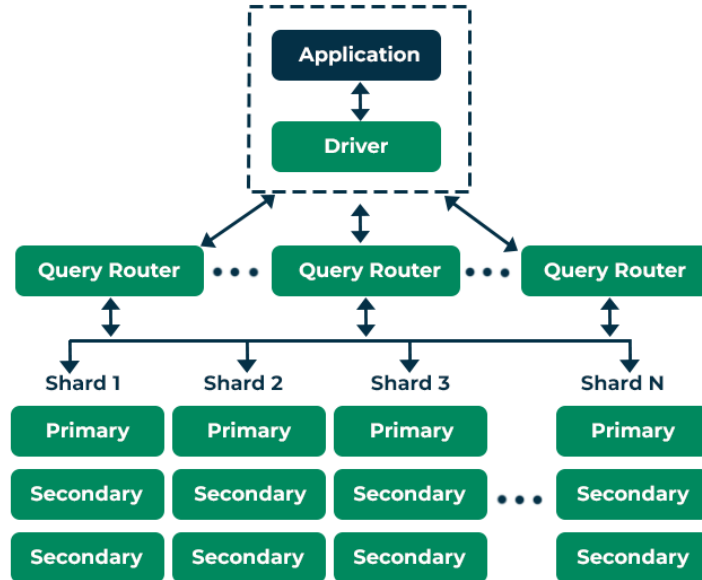 Application
Driver
Query Router
Query Router
Query Router
Shard 1
Shard 2
Shard 3
Shard N
Primary
Primary
Primary
Primary
Secondary
Secondary
Secondary
Secondary
Secondary
Secondary
Secondary
Secondary